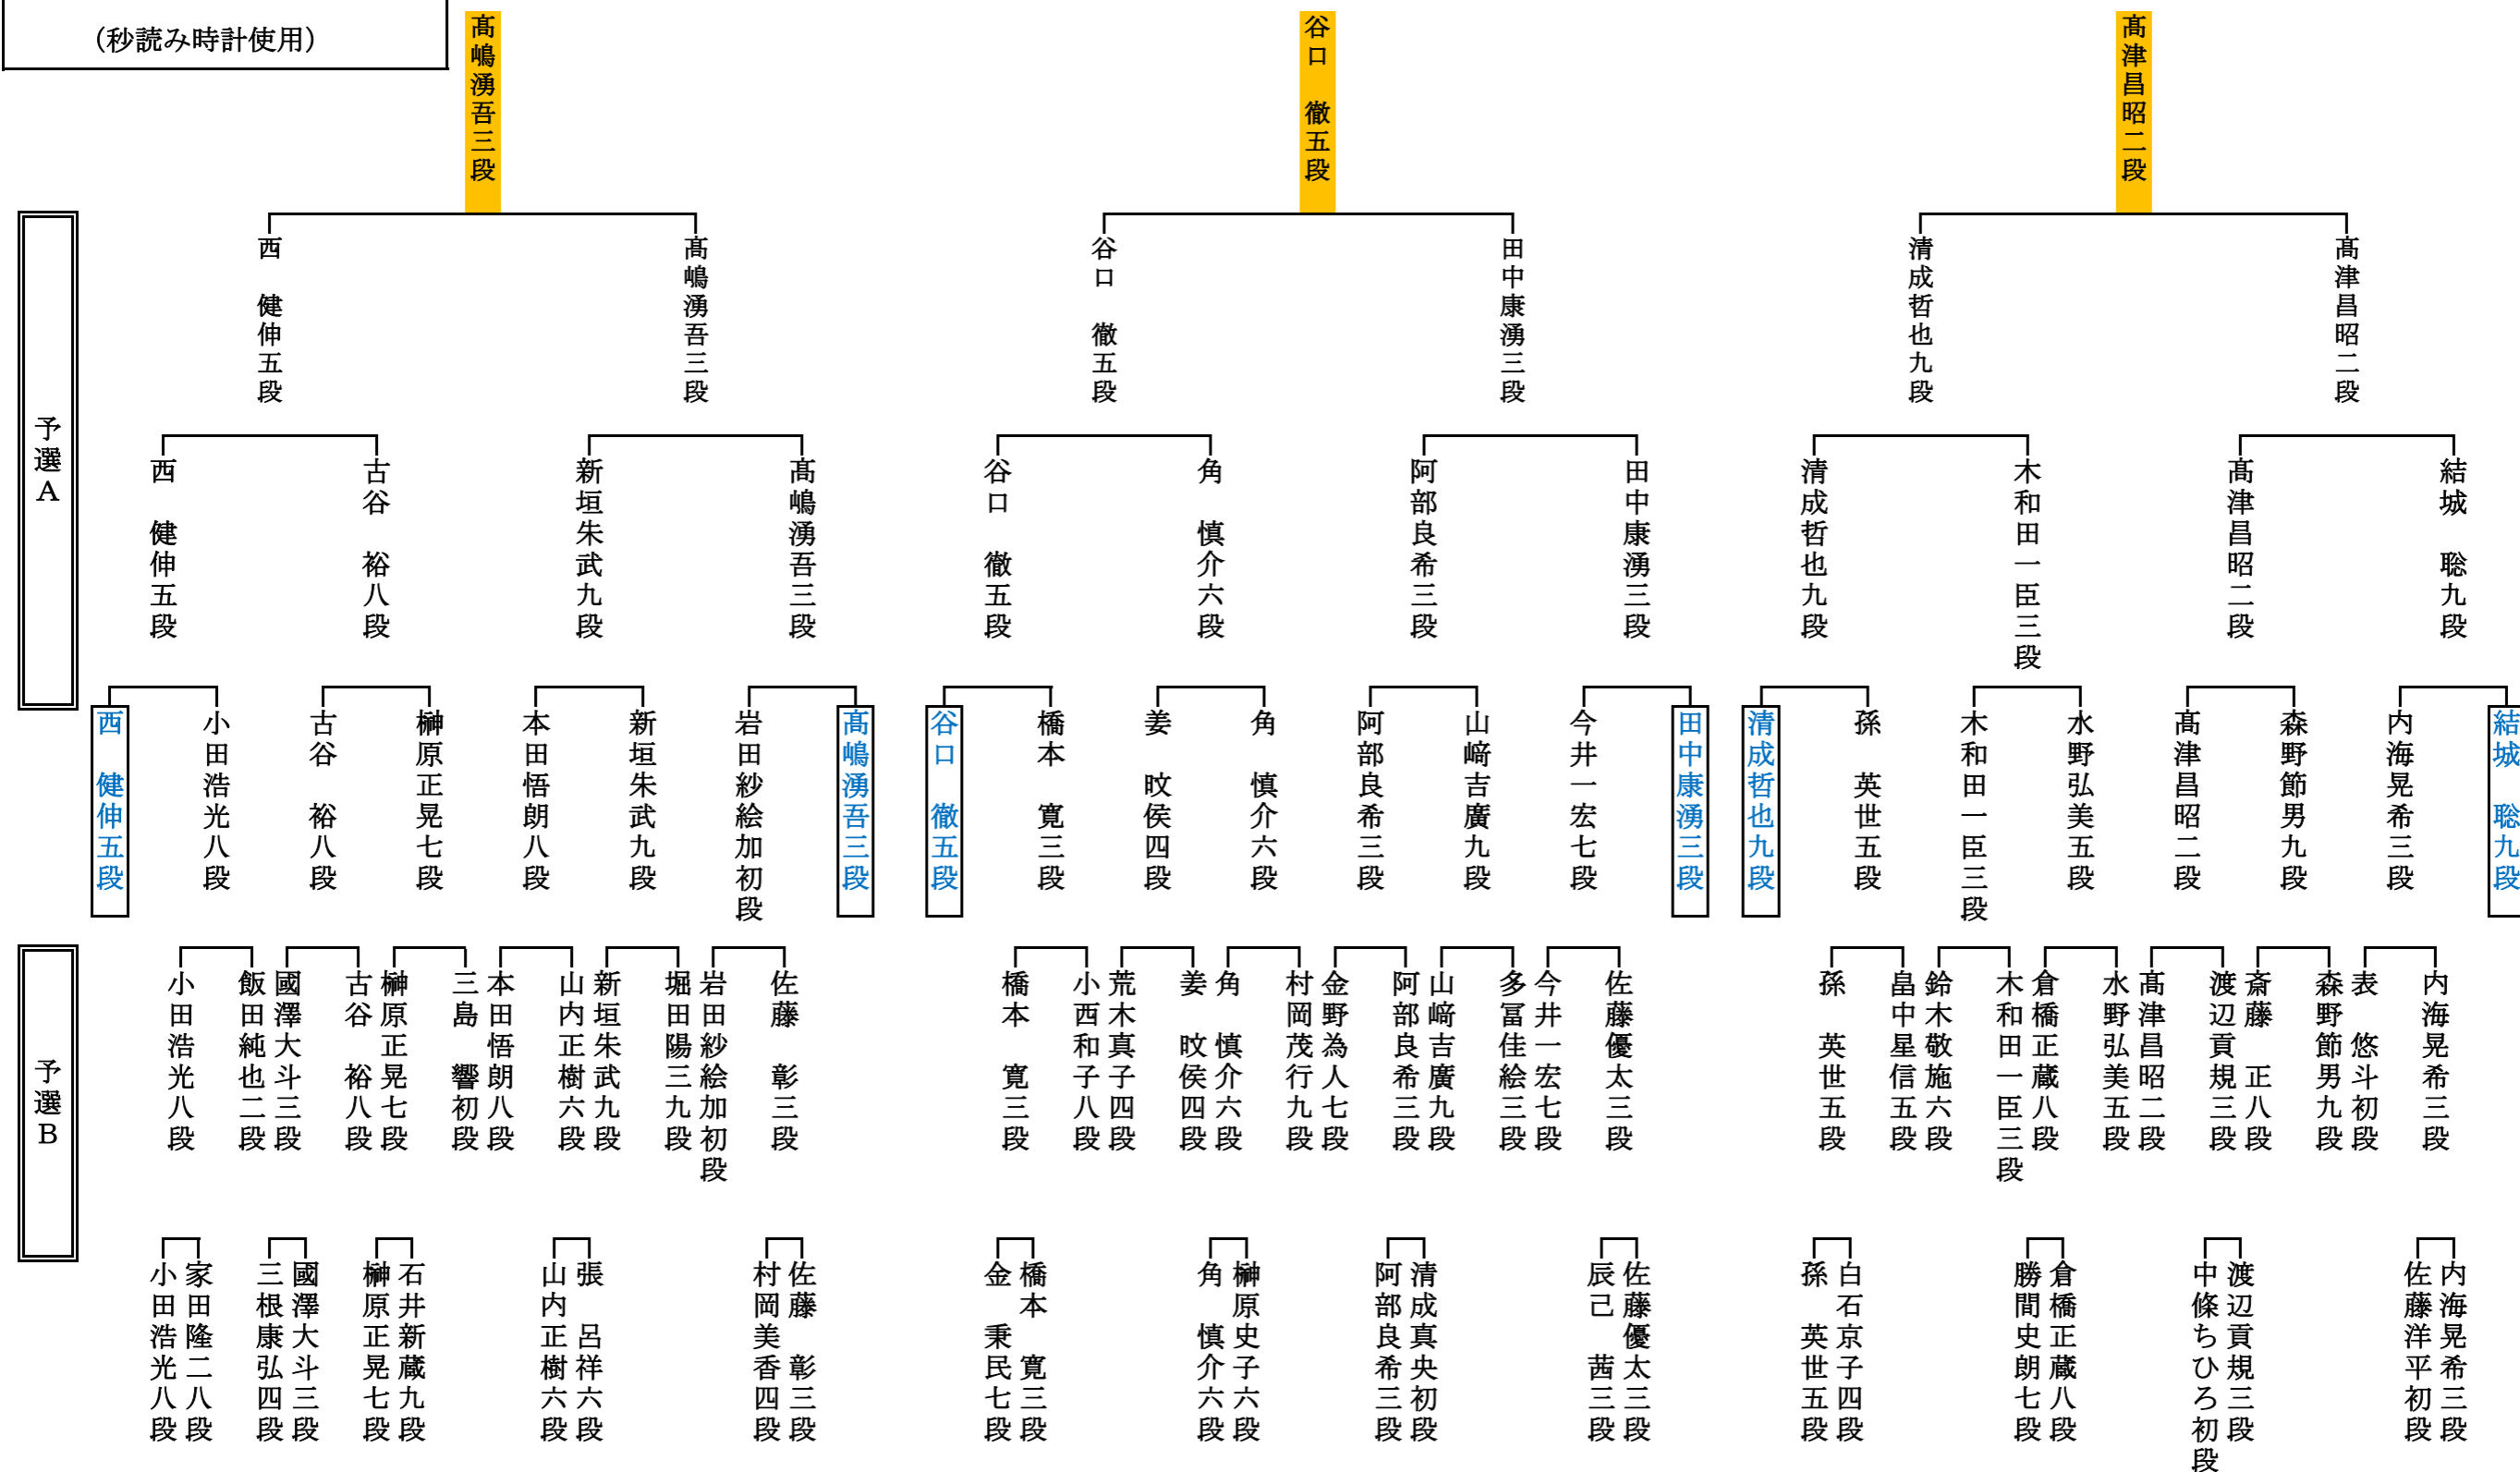 （秒読み時計使用）
髙嶋湧吾三段
谷口　徹五段
髙津昌昭二段
予選A
西　健伸五段
髙嶋湧吾三段
谷口　徹五段
田中康湧三段
清成哲也九段
髙津昌昭二段
西　健伸五段
古谷　裕八段
新垣朱武九段
髙嶋湧吾三段
谷口　徹五段
角　慎介六段
阿部良希三段
田中康湧三段
清成哲也九段
木和田一臣三段
髙津昌昭二段
結城　聡九段
西　健伸五段
小田浩光八段
古谷　裕八段
榊原正晃七段
本田悟朗八段
新垣朱武九段
岩田紗絵加初段
髙嶋湧吾三段
谷口　徹五段
橋本　寛三段
姜　旼侯四段
角　慎介六段
阿部良希三段
山﨑吉廣九段
今井一宏七段
田中康湧三段
清成哲也九段
孫　英世五段
木和田一臣三段
水野弘美五段
髙津昌昭二段
森野節男九段
内海晃希三段
結城　聡九段
予選B
小田浩光八段
飯田純也二段
國澤大斗三段
古谷　裕八段
榊原正晃七段
三島　響初段
本田悟朗八段
山内正樹六段
新垣朱武九段
堀田陽三九段
岩田紗絵加初段
佐藤　彰三段
橋本　寛三段
小西和子八段
荒木真子四段
姜　旼侯四段
角　慎介六段
村岡茂行九段
金野為人七段
阿部良希三段
山﨑吉廣九段
多冨佳絵三段
今井一宏七段
佐藤優太三段
孫　英世五段
畠中星信五段
鈴木敬施六段
木和田一臣三段
倉橋正蔵八段
水野弘美五段
髙津昌昭二段
渡辺貢規三段
斎藤　正八段
森野節男九段
表　悠斗初段
内海晃希三段
小田浩光八段
家田隆二八段
三根康弘四段
國澤大斗三段
榊原正晃七段
石井新蔵九段
山内正樹六段
張　呂祥六段
村岡美香四段
佐藤　彰三段
金　秉民七段
橋本　寛三段
角　慎介六段
榊原史子六段
阿部良希三段
清成真央初段
辰己　茜三段
佐藤優太三段
孫　英世五段
白石京子四段
勝間史朗七段
倉橋正蔵八段
中條ちひろ初段
渡辺貢規三段
佐藤洋平初段
内海晃希三段